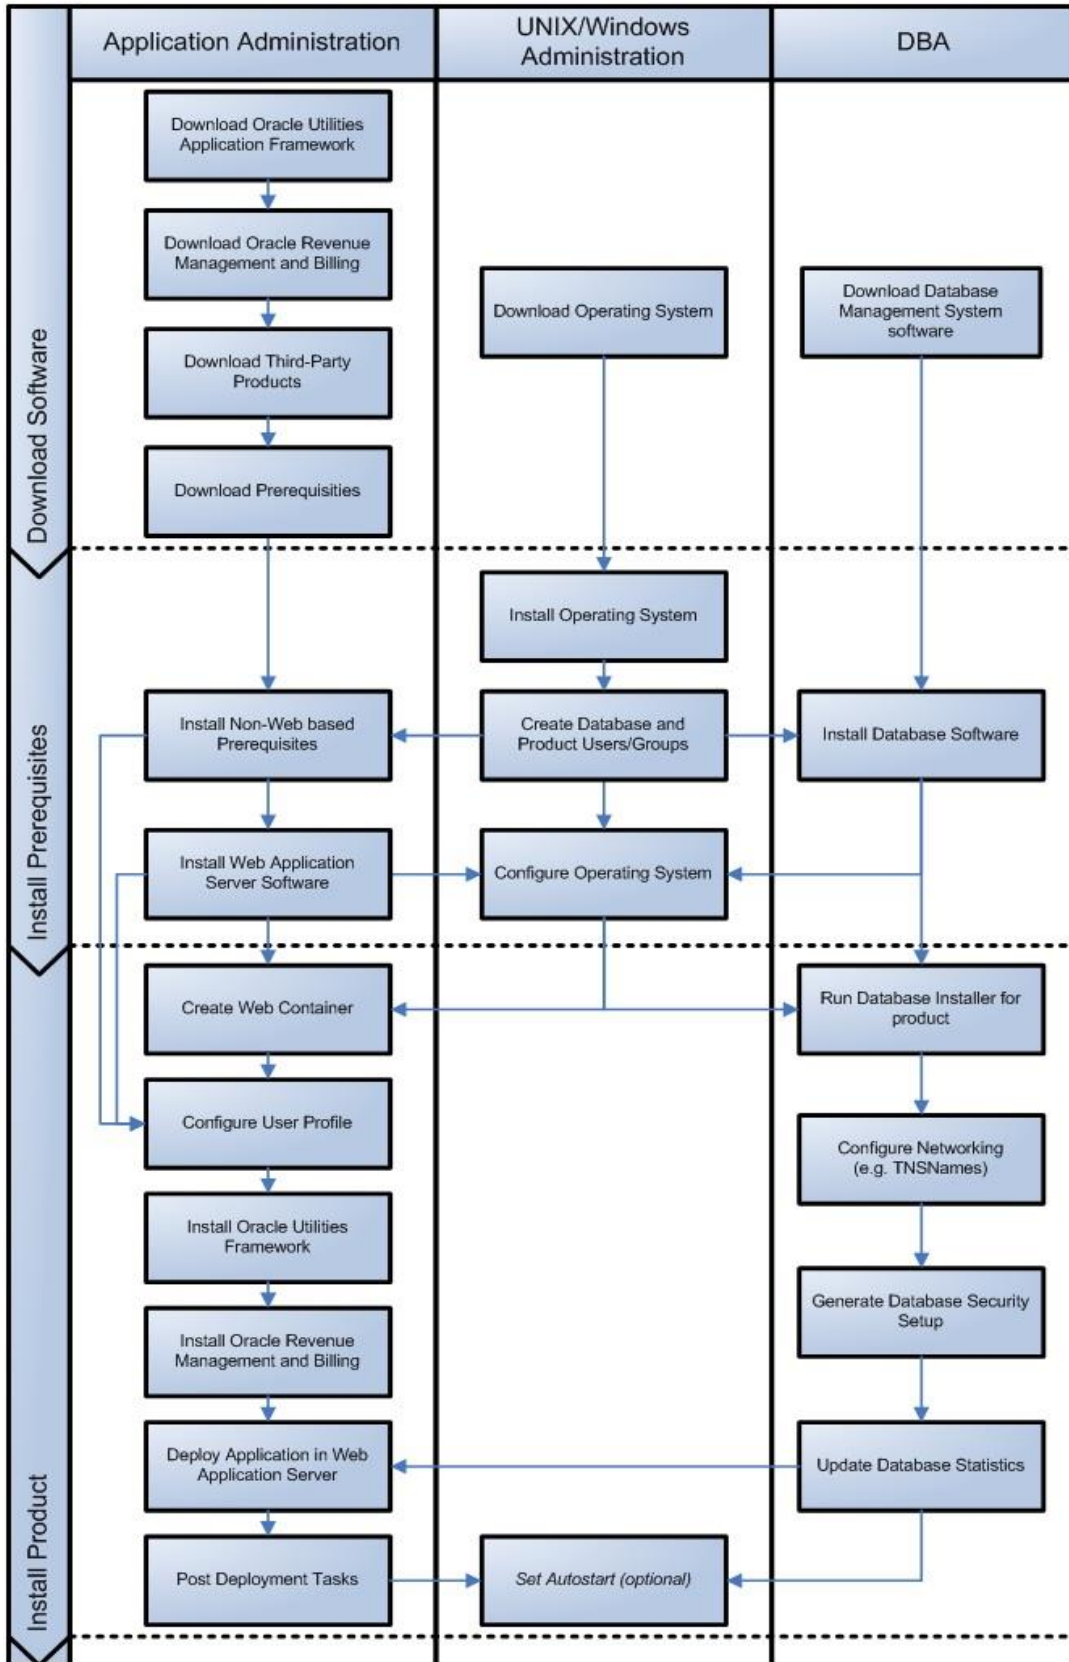 Application Administration
UNIX/Windows
Administration
DBA
Download Software
Download Oracle Utilities
Application Framework
Download Oracle Revenue
Management and Billing
Download Third-Party
Products
Download Prerequisities
Download Operating System
Download Database
Management System
software
Install Prerequisites
Install Operating System
Install Non-Web based
Prerequisites
Create Database and
Product Users/Groups
Install Database Software
Install Web Application
Server Software
Configure Operating System
Install Product
Create Web Container
Run Database Installer for
product
Configure User Profile
Configure Networking
(e.g. TNSNames)
Install Oracle Utilities
Framework
Generate Database Security
Setup
Install Oracle Revenue
Management and Billing
Deploy Application in Web
Application Server
Update Database Statistics
Post Deployment Tasks
Set Autostart (optional)